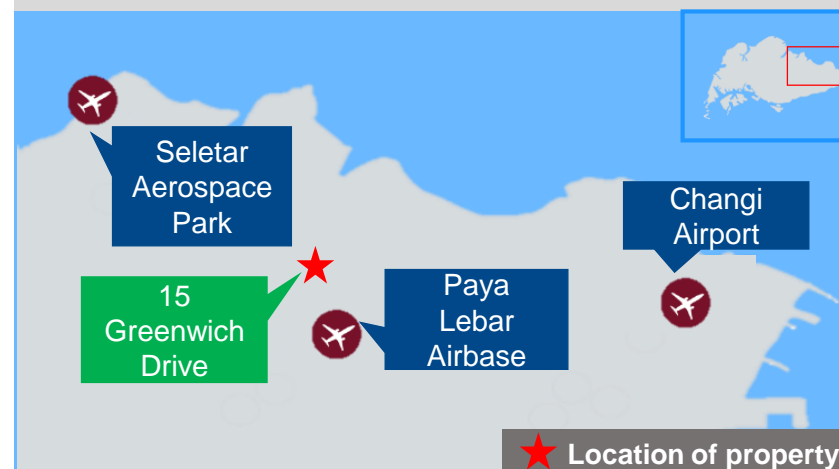 Seletar
Aerospace
Park
Changi
Airport
15
Greenwich
Drive
Paya
Lebar
Airbase
Location of property